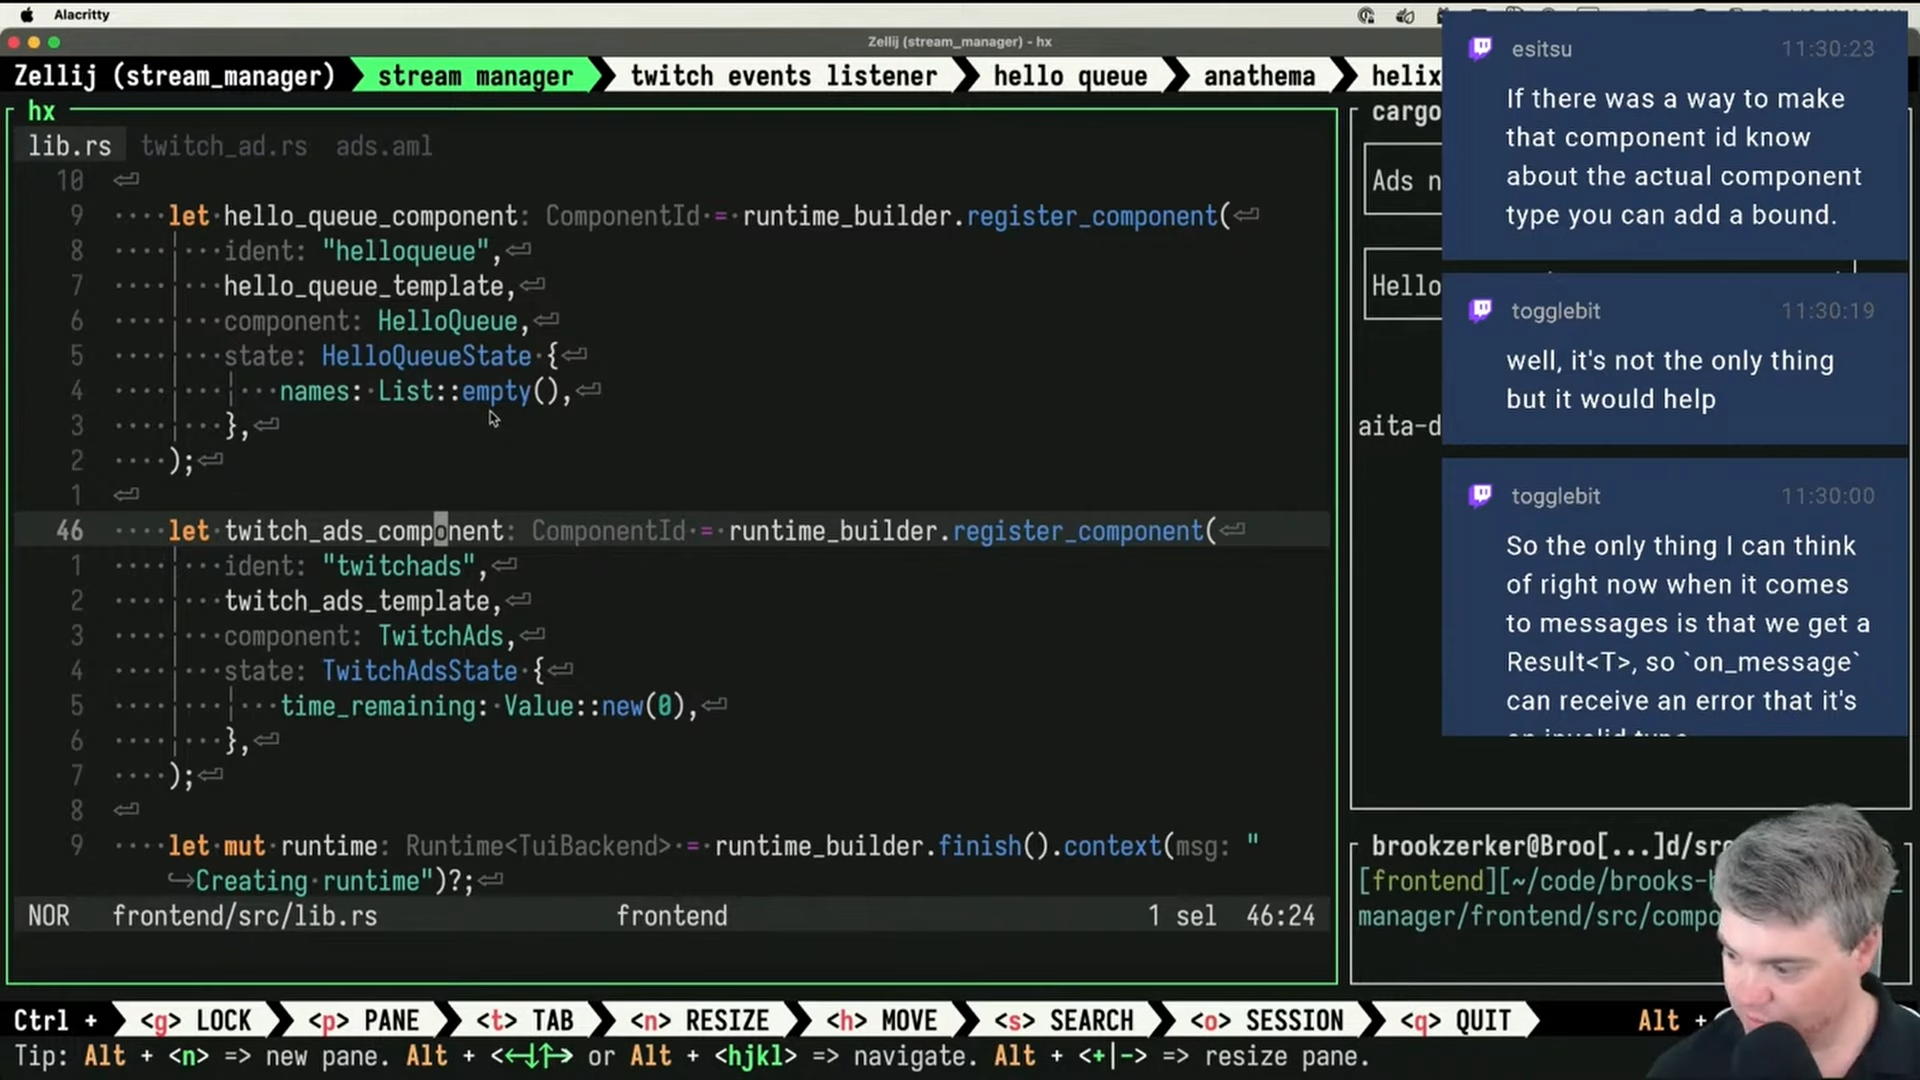 Alacritty
Zellij (stream_manager) - hx
Zellij (stream_manager)
stream manager
twitch events listener
hello queue
anathema
helix
hx
lib.rs twitch_ad.rs ads.aml
10
9 let hello_queue_component: ComponentId = runtime_builder.register_component(
8 ident: "helloqueue",
7 hello_queue_template,
6 component: HelloQueue,
5 state: HelloQueueState {
4 names: List::empty(),
3 },
2 );
1
46 let twitch_ads_component: ComponentId = runtime_builder.register_component(
1 ident: "twitchads",
2 twitch_ads_template,
3 component: TwitchAds,
4 state: TwitchAdsState {
5 time_remaining: Value::new(0),
6 },
7 );
8
9 let mut runtime: Runtime<TuiBackend> = runtime_builder.finish().context(msg: "
Creating runtime")?;
NOR frontend/src/lib.rs frontend 1 sel 46:24
cargo
Ads n
Hello
aita-d
brookzerker@Broo[...]d/src
[frontend][~/code/brooks-
manager/frontend/src/compo
esitsu 11:30:23
If there was a way to make
that component id know
about the actual component
type you can add a bound.
togglebit 11:30:19
well, it's not the only thing
but it would help
togglebit 11:30:00
So the only thing I can think
of right now when it comes
to messages is that we get a
Result<T>, so `on_message`
can receive an error that it's
an invalid type
Ctrl + <g> LOCK <p> PANE <t> TAB <n> RESIZE <h> MOVE <s> SEARCH <o> SESSION <q> QUIT Alt +
Tip: Alt + <n> => new pane. Alt + <←↓↑→> or Alt + <hjkl> => navigate. Alt + <+|-> => resize pane.